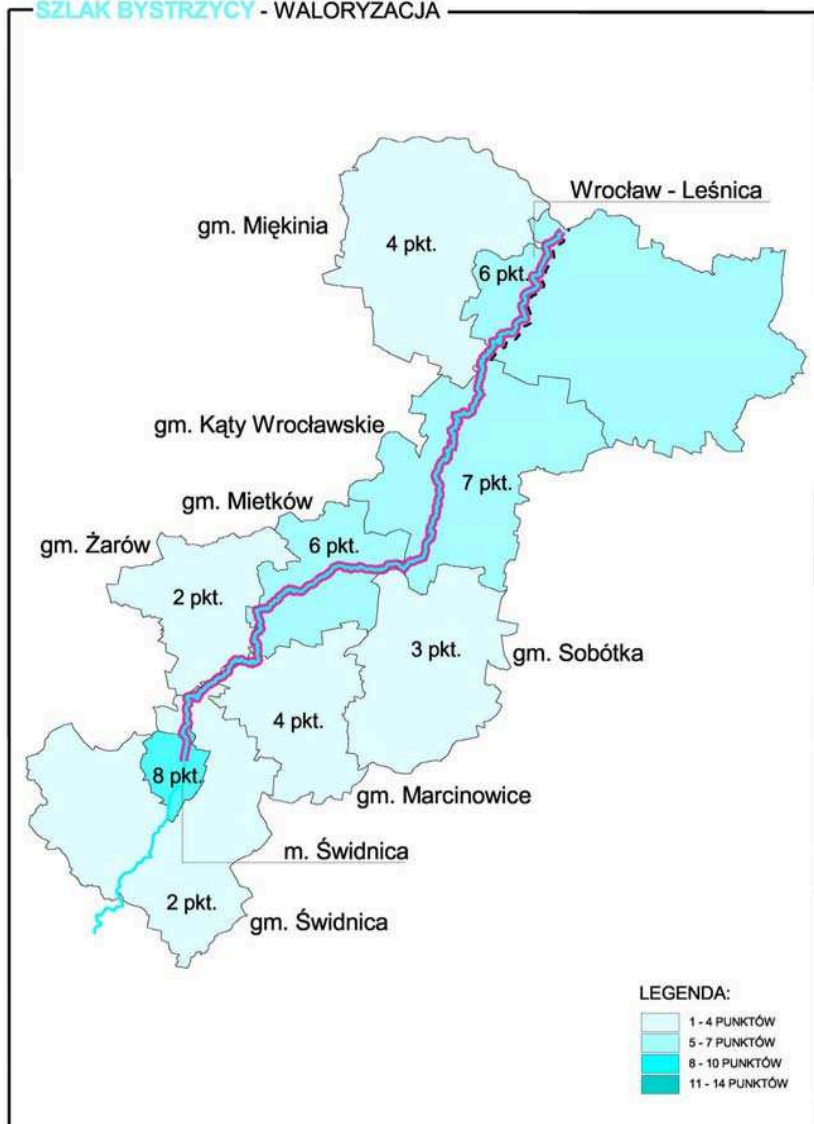 SZLAK BYSTRZYCY - WALORYZACJA
Wrocław - Leśnica
gm. Miękinia
4 pkt.
6 pkt.
gm. Kąty Wrocławskie
7 pkt.
gm. Mietków
6 pkt.
gm. Żarów
2 pkt.
3 pkt.
gm. Sobótka
4 pkt.
8 pkt.
gm. Marcinowice
m. Świdnica
2 pkt.
gm. Świdnica
LEGENDA:
1 - 4 PUNKTÓW
5 - 7 PUNKTÓW
8 - 10 PUNKTÓW
11 - 14 PUNKTÓW